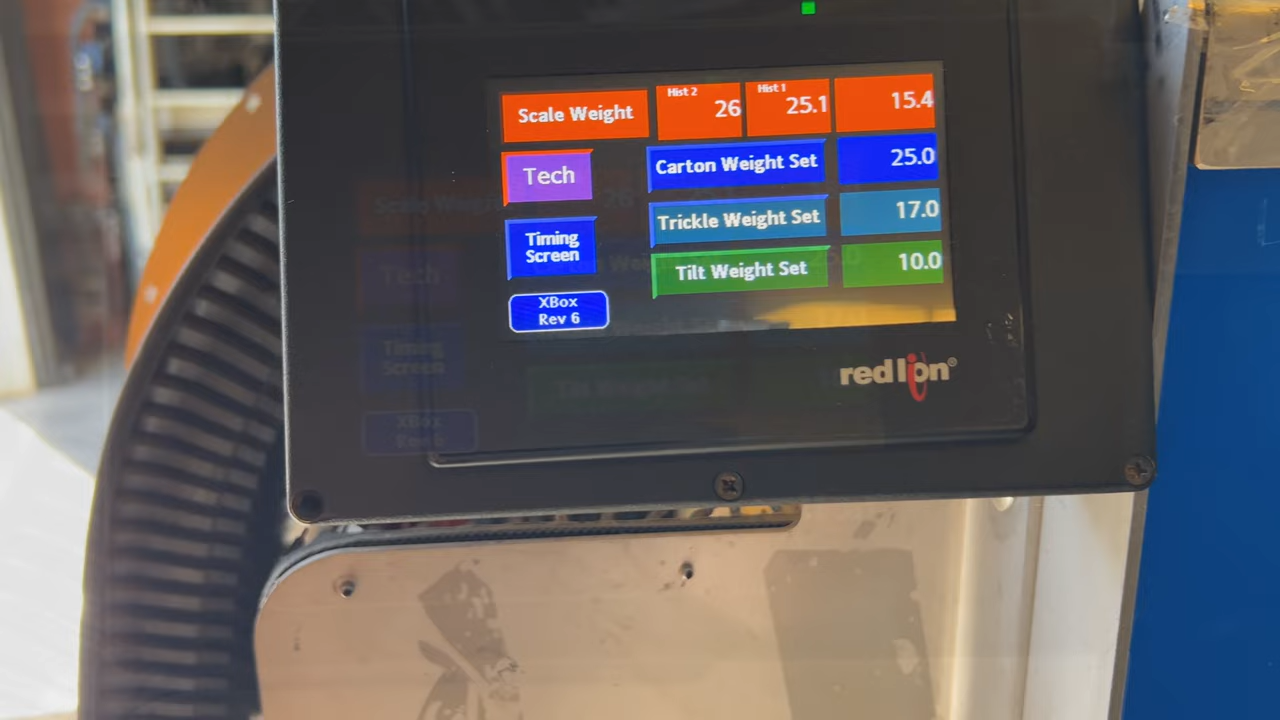 Scale Weight Hist 2 26 Hist 1 25.1 15.4
Tech Carton Weight Set 25.0
Timing Screen Trickle Weight Set 17.0
Tilt Weight Set 10.0
XBox
Rev 6
red lion®